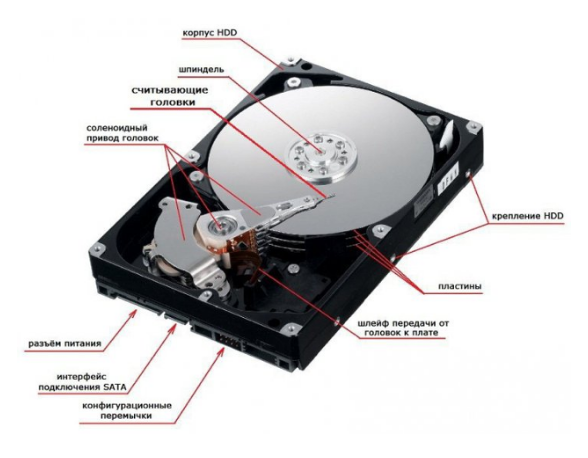 корпус HDD
шпиндель
считывающие
головки
соленоидный
привод головок
крепление HDD
пластины
шлейф передачи от
головок к плате
разъём питания
интерфейс
подключения SATA
конфигурационные
перемычки